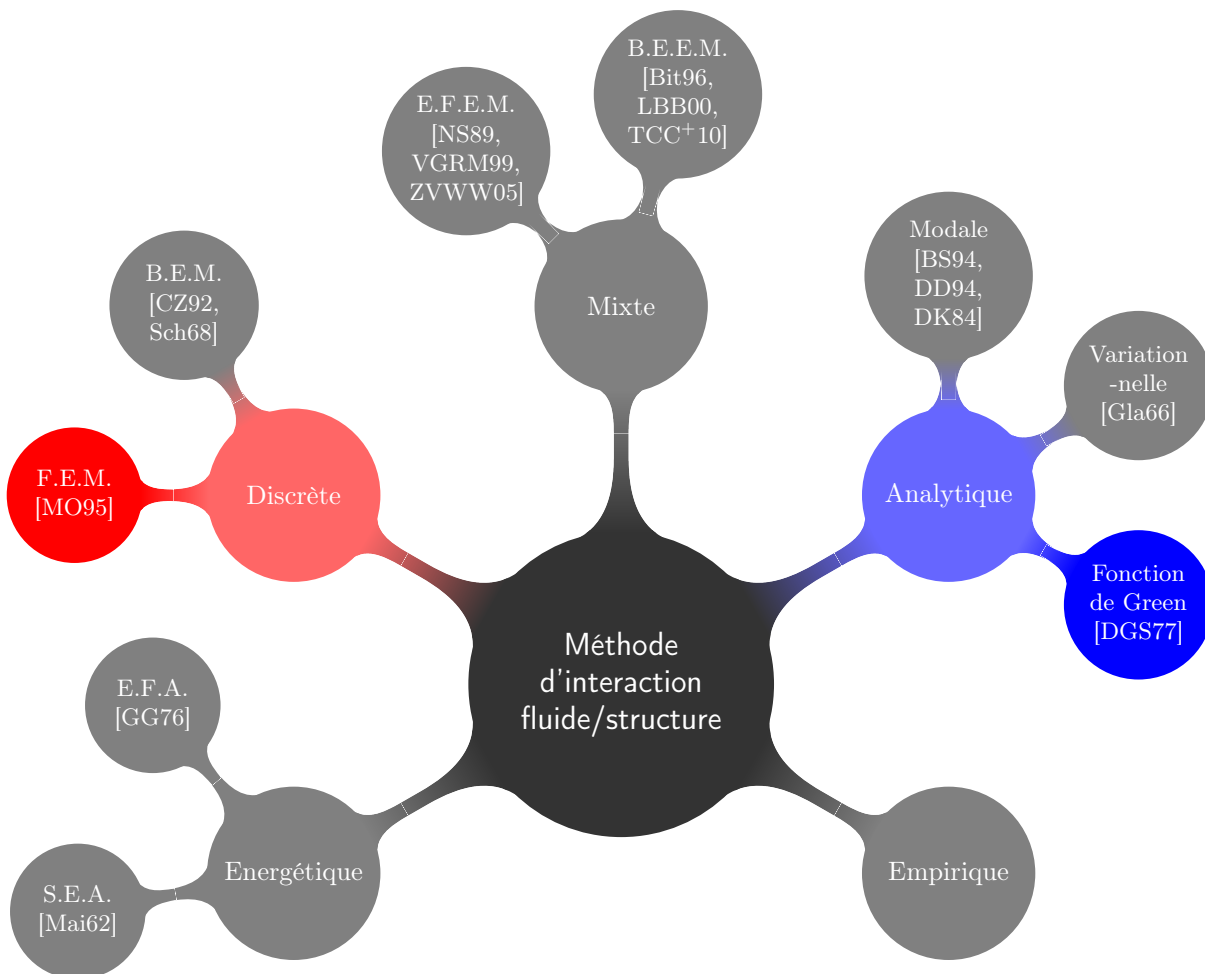 B.E.E.M.
[Bit96,
LBB00,
TCC⁺10]
E.F.E.M.
[NS89,
VGRM99,
ZVWW05]
Mixte
B.E.M.
[CZ92,
Sch68]
F.E.M.
[MO95]
Discrète
Modale
[BS94,
DD94,
DK84]
Variation
-nelle
[Gla66]
Analytique
Fonction
de Green
[DGS77]
Méthode
d'interaction
fluide/structure
E.F.A.
[GG76]
Energétique
S.E.A.
[Mai62]
Empirique